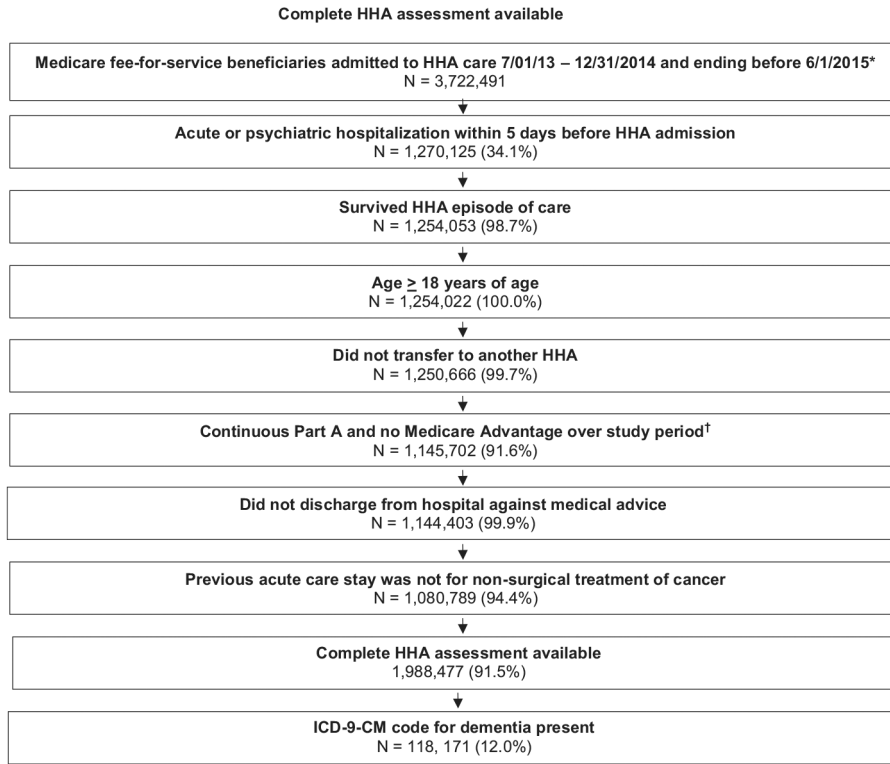 Complete HHA assessment available
Medicare fee-for-service beneficiaries admitted to HHA care 7/01/13 – 12/31/2014 and ending before 6/1/2015*
N = 3,722,491
Acute or psychiatric hospitalization within 5 days before HHA admission
N = 1,270,125 (34.1%)
Survived HHA episode of care
N = 1,254,053 (98.7%)
Age ≥ 18 years of age
N = 1,254,022 (100.0%)
Did not transfer to another HHA
N = 1,250,666 (99.7%)
Continuous Part A and no Medicare Advantage over study period†
N = 1,145,702 (91.6%)
Did not discharge from hospital against medical advice
N = 1,144,403 (99.9%)
Previous acute care stay was not for non-surgical treatment of cancer
N = 1,080,789 (94.4%)
Complete HHA assessment available
1,988,477 (91.5%)
ICD-9-CM code for dementia present
N = 118, 171 (12.0%)